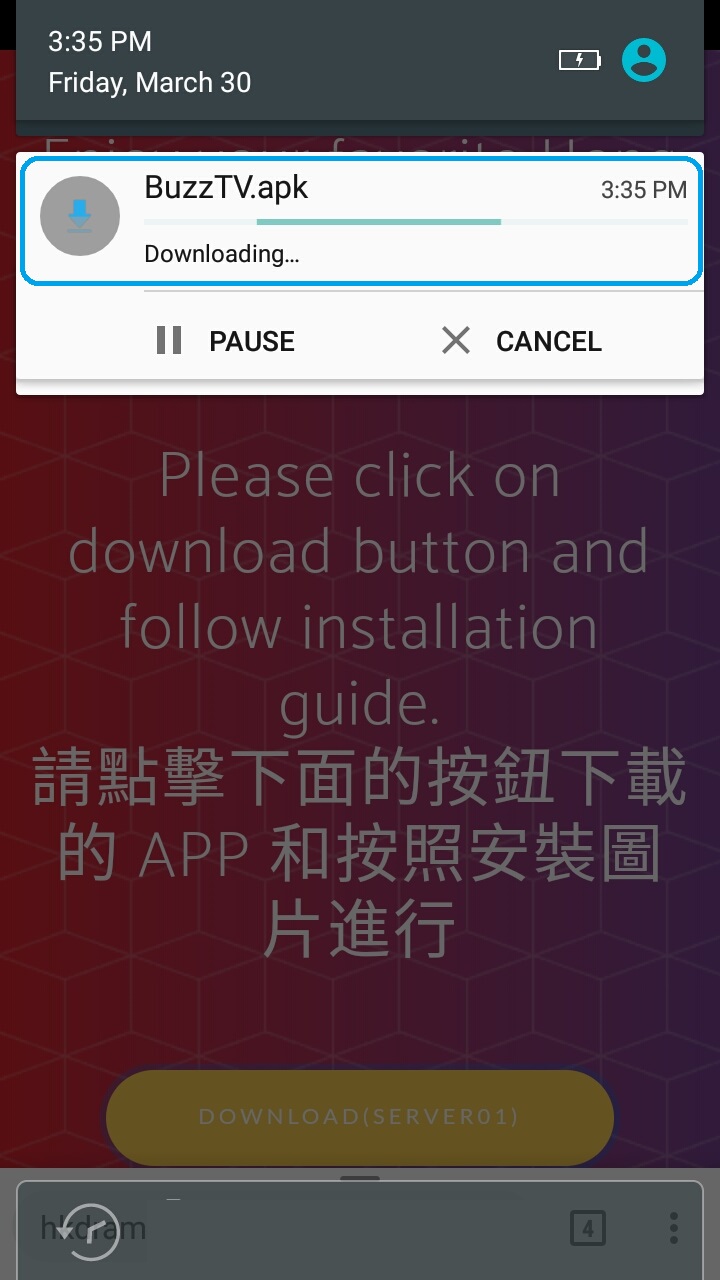 3:35 PM
Friday, March 30
Enjoy your favorite Hong
BuzzTV.apk
3:35 PM
Downloading...
PAUSE
CANCEL
Please click on
download button and
follow installation
guide.
請點擊下面的按鈕下載
的 APP 和按照安裝圖
片進行
DOWNLOAD(SERVER01)
hkdram
4